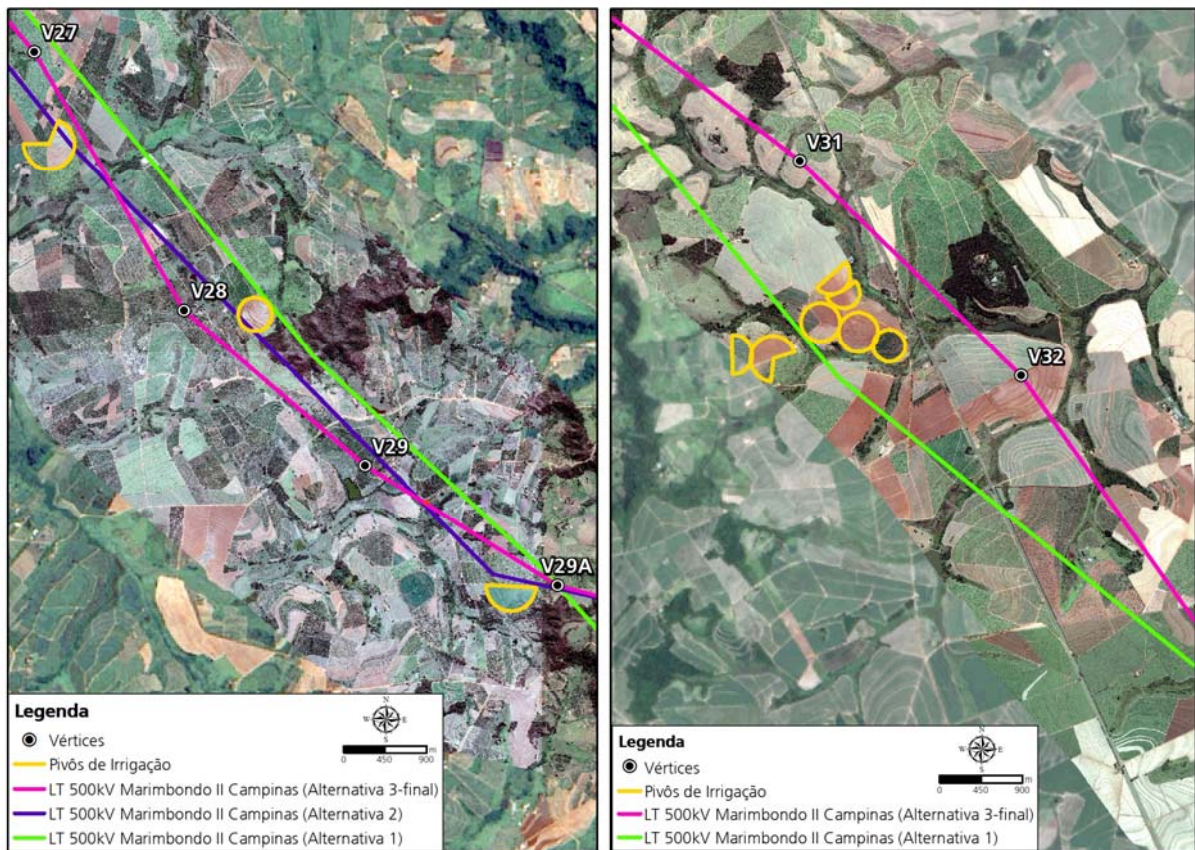 V27
V28
V29
V29A
Legenda
Vértices
Pivôs de Irrigação
LT 500kV Marimbondo II Campinas (Alternativa 3-final)
LT 500kV Marimbondo II Campinas (Alternativa 2)
LT 500kV Marimbondo II Campinas (Alternativa 1)
N
W E
S
0 450 900 m
V31
V32
Legenda
Vértices
Pivôs de Irrigação
LT 500kV Marimbondo II Campinas (Alternativa 3-final)
LT 500kV Marimbondo II Campinas (Alternativa 1)
N
W E
S
0 450 900 m